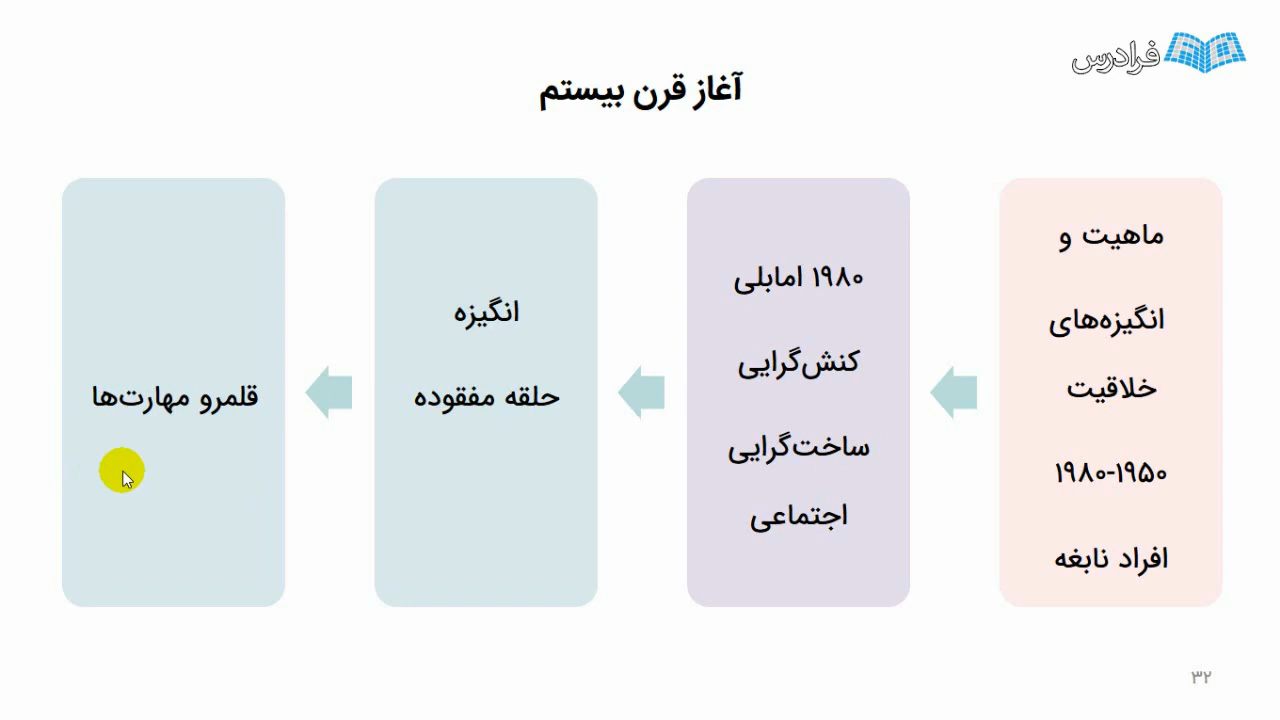 فرادرس
آغاز قرن بیستم
ماهیت و
انگیزه‌های
خلاقیت
۱۹۸۰-۱۹۵۰
افراد نابغه
۱۹۸۰ امابلی
کنش‌گرایی
ساخت‌گرایی
اجتماعی
انگیزه
حلقه مفقوده
قلمرو مهارت‌ها
۳۲